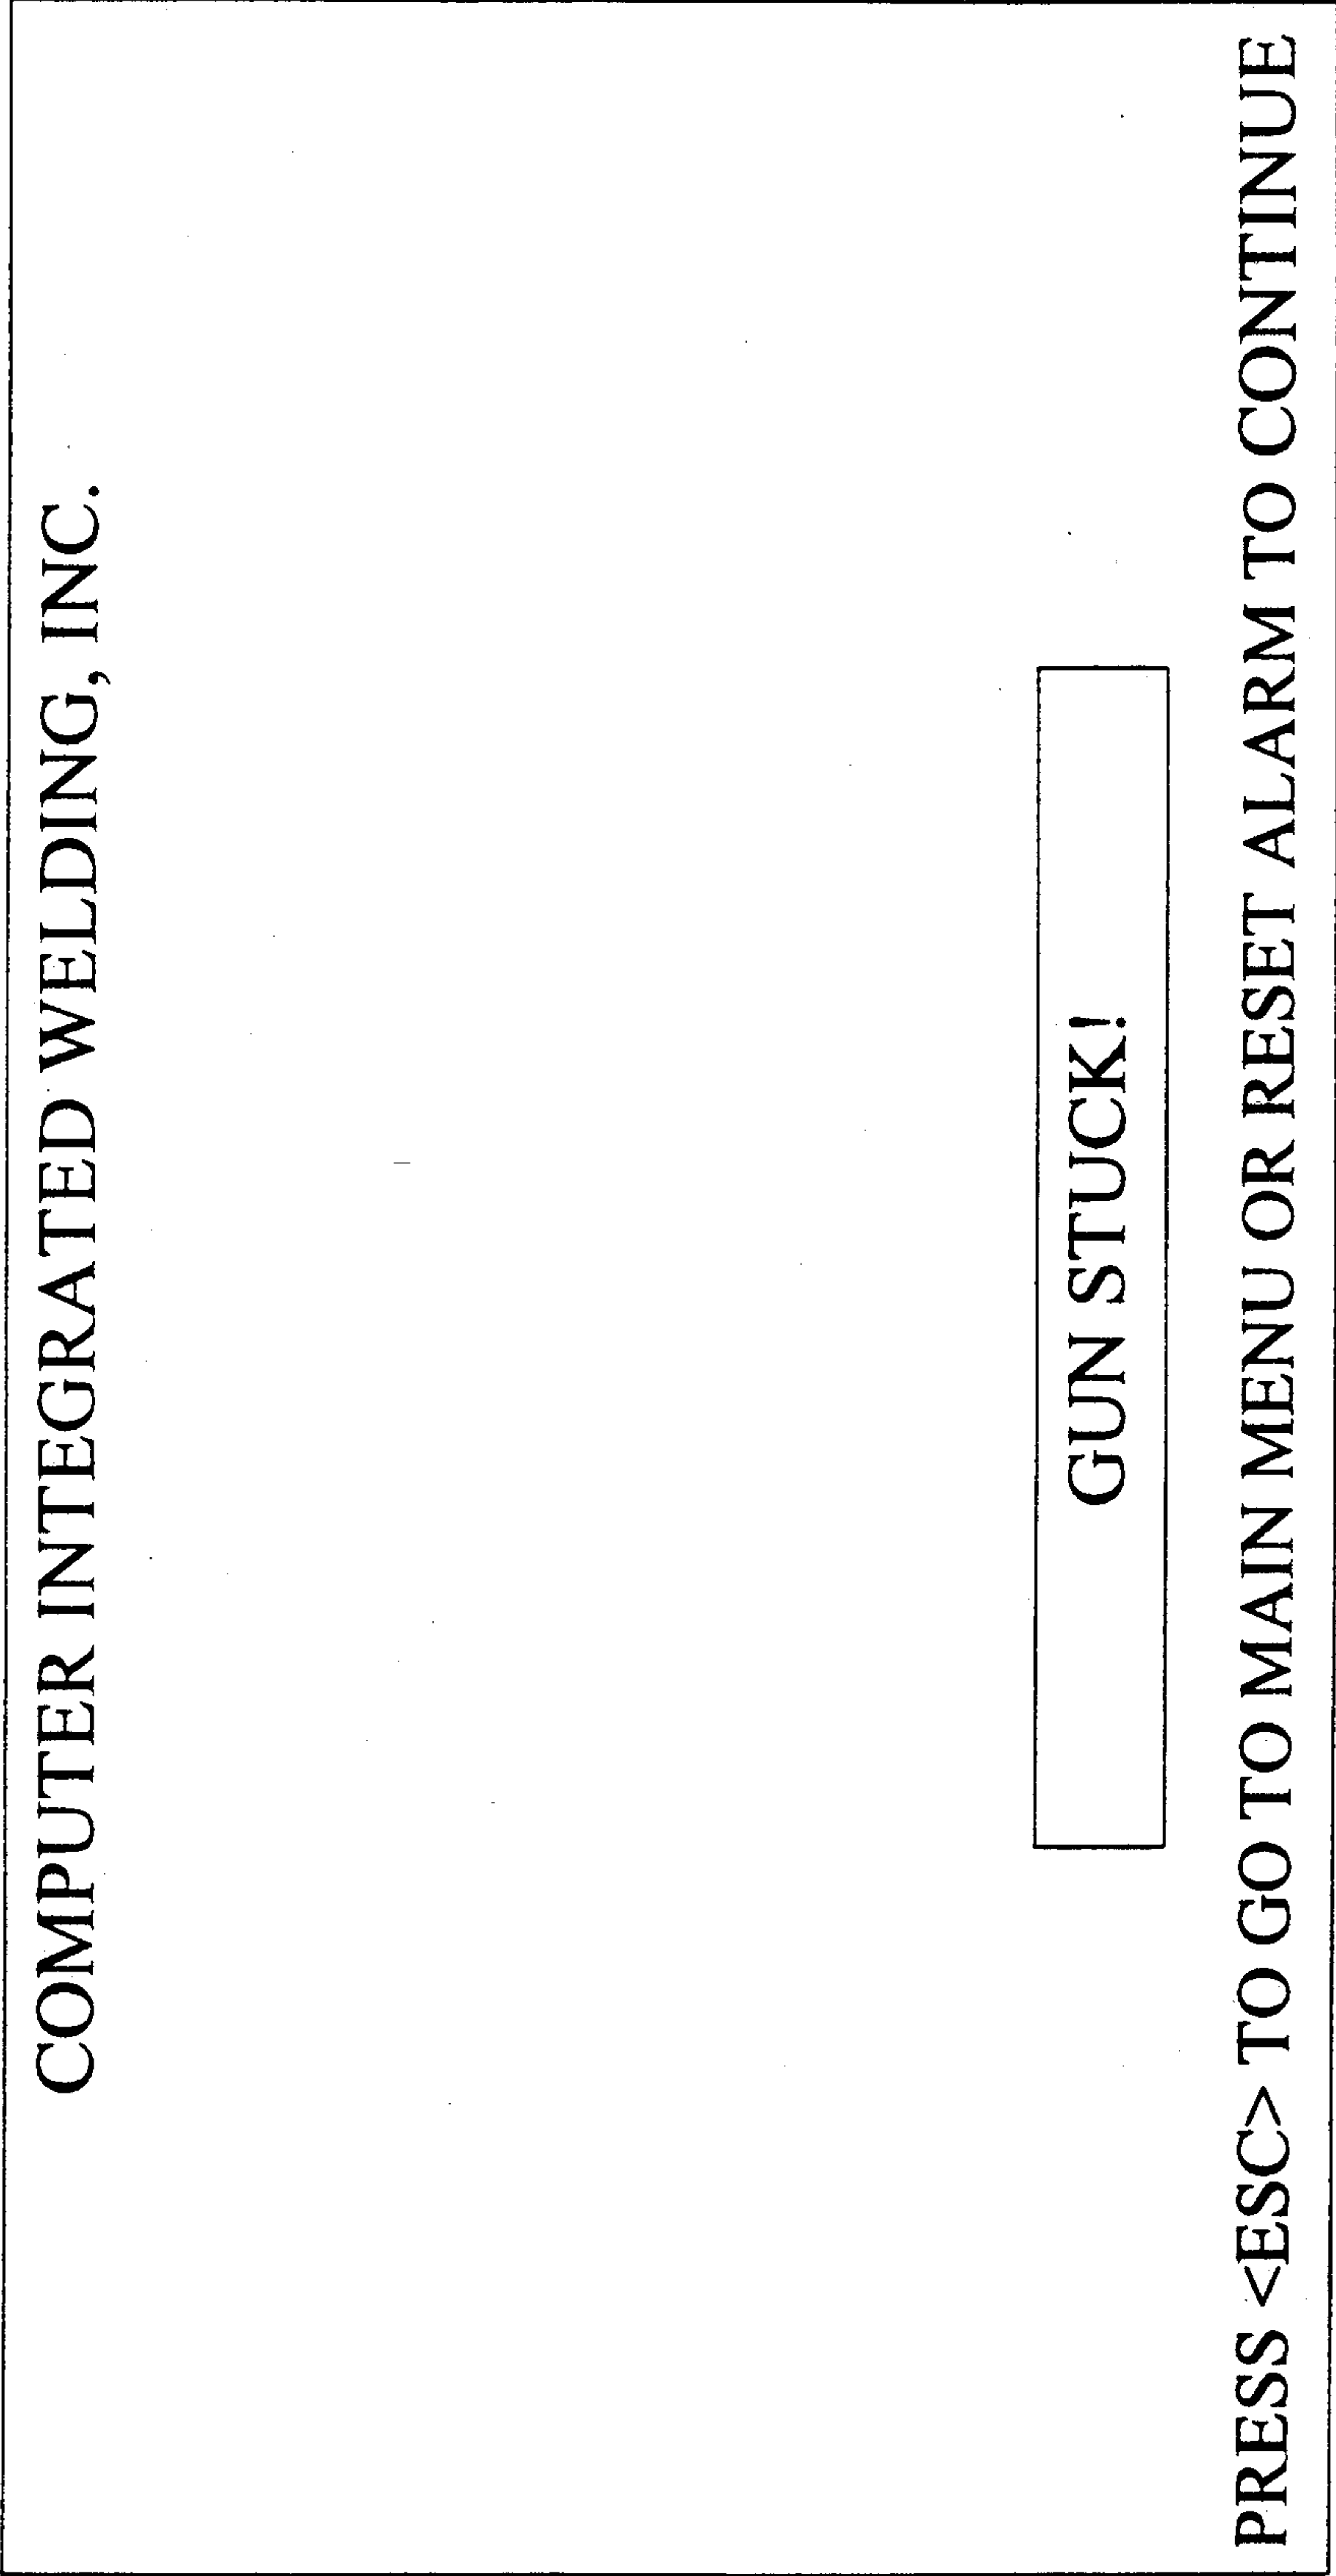 COMPUTER INTEGRATED WELDING, INC.
GUN STUCK!
PRESS <ESC> TO GO TO MAIN MENU OR RESET ALARM TO CONTINUE